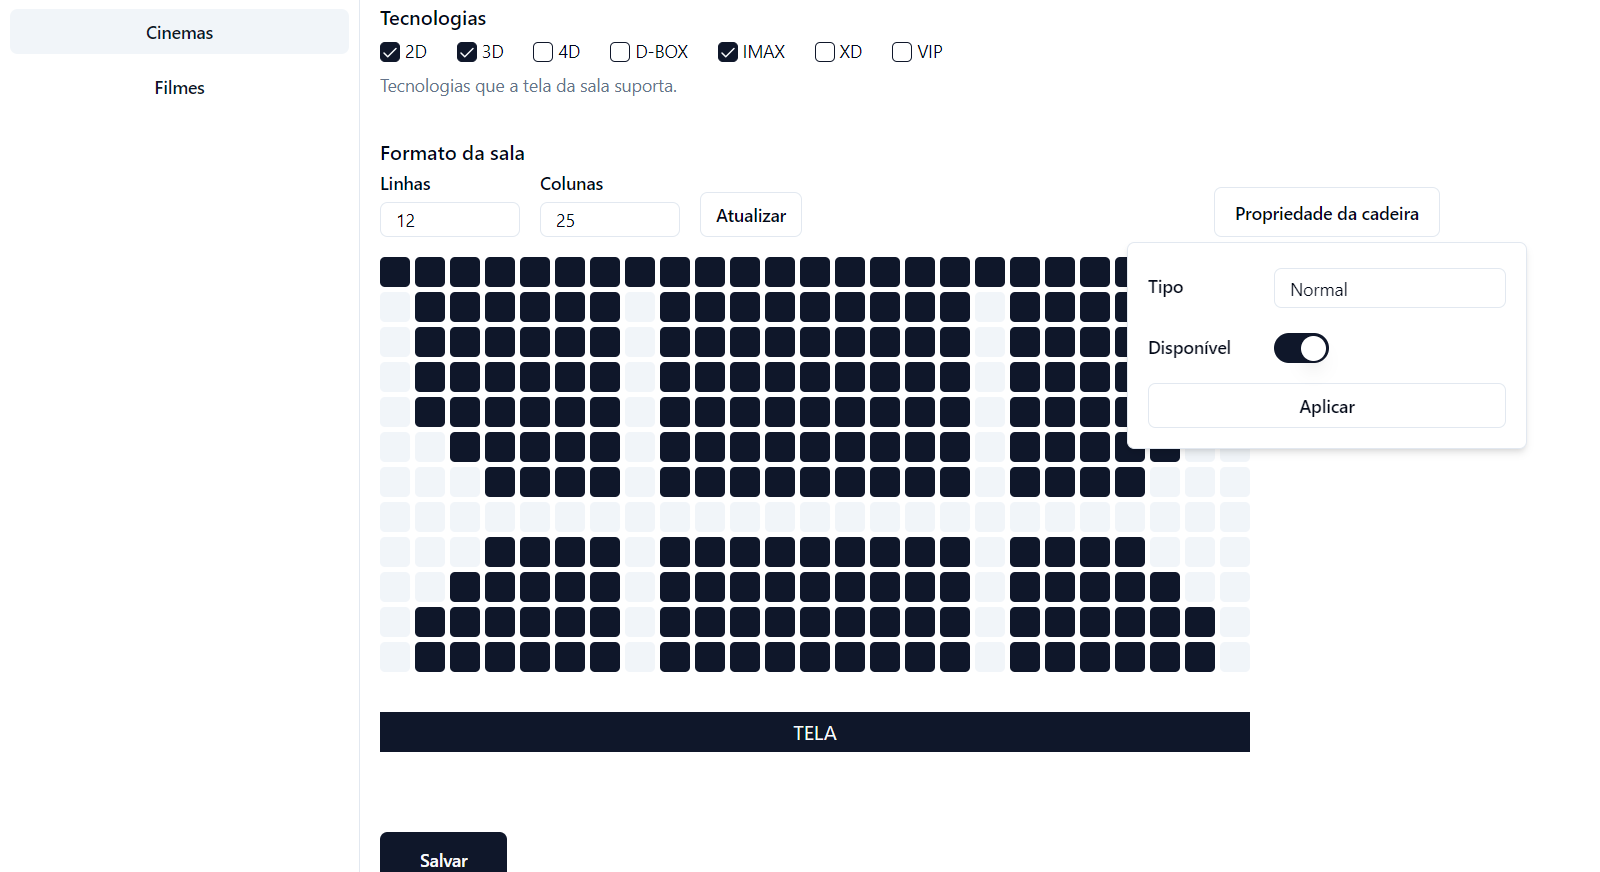 Cinemas
Filmes
Tecnologias
2D 3D 4D D-BOX IMAX XD VIP
Tecnologias que a tela da sala suporta.
Formato da sala
Linhas Colunas
12 25 Atualizar Propriedade da cadeira
Tipo Normal
Disponível
Aplicar
TELA
Salvar